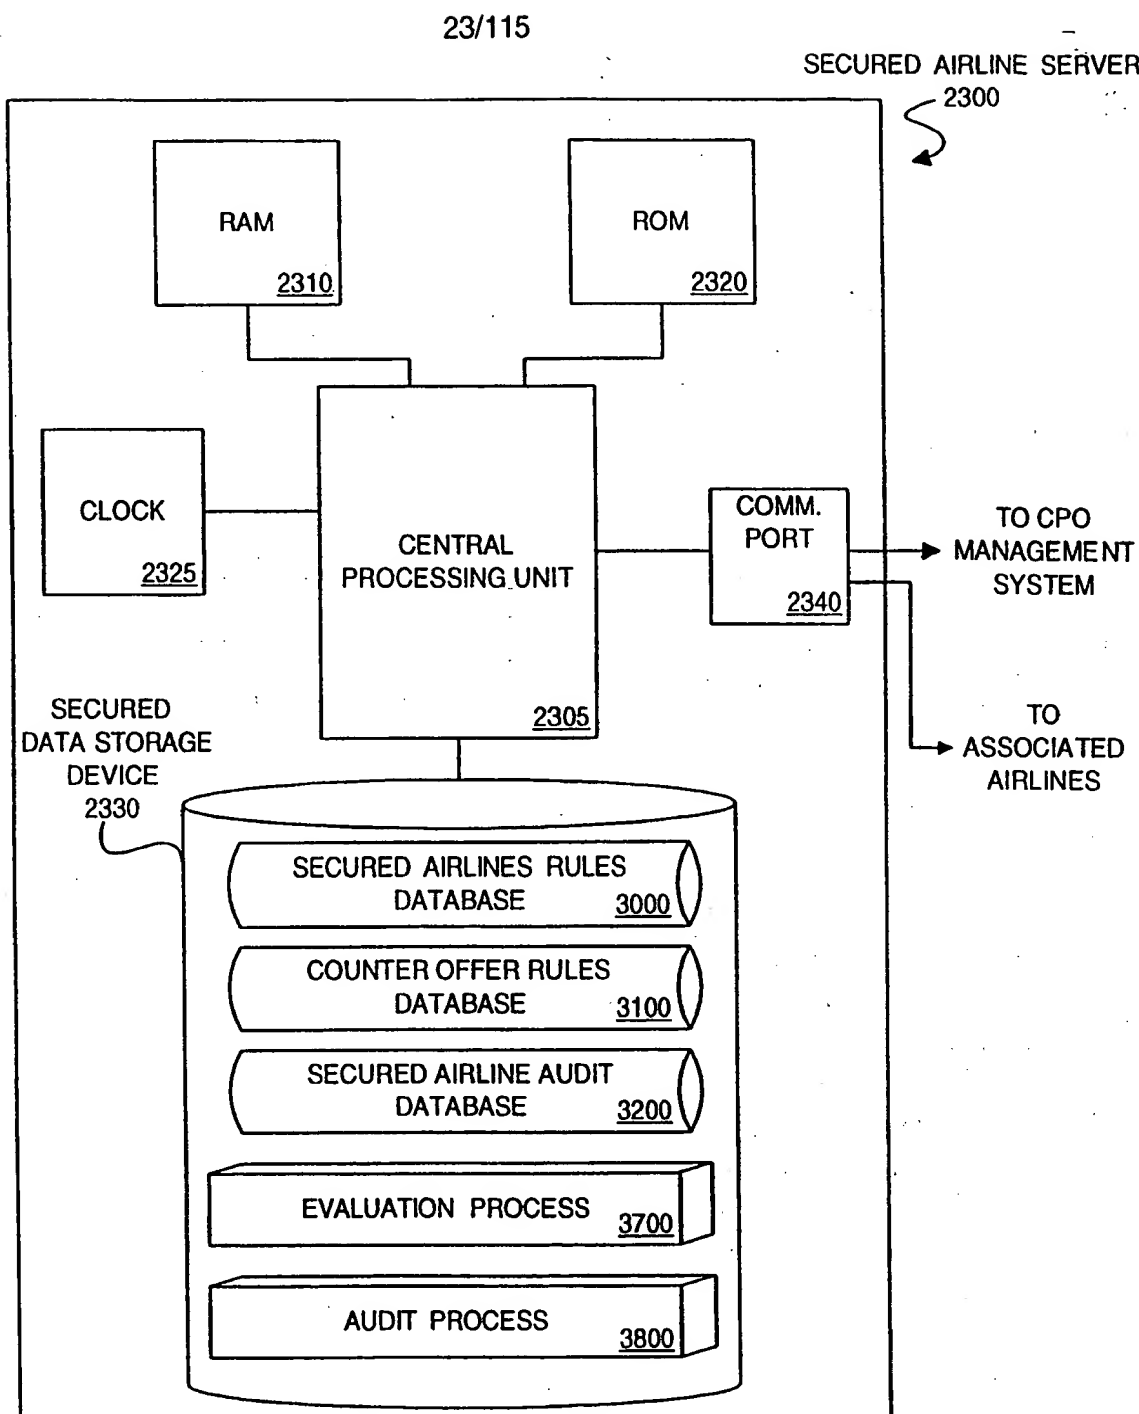 23/115
SECURED AIRLINE SERVER
2300
RAM
2310
ROM
2320
CLOCK
2325
CENTRAL
PROCESSING UNIT
2305
COMM.
PORT
2340
TO CPO
MANAGEMENT
SYSTEM
TO
ASSOCIATED
AIRLINES
SECURED
DATA STORAGE
DEVICE
2330
SECURED AIRLINES RULES
DATABASE 3000
COUNTER OFFER RULES
DATABASE 3100
SECURED AIRLINE AUDIT
DATABASE 3200
EVALUATION PROCESS 3700
AUDIT PROCESS 3800